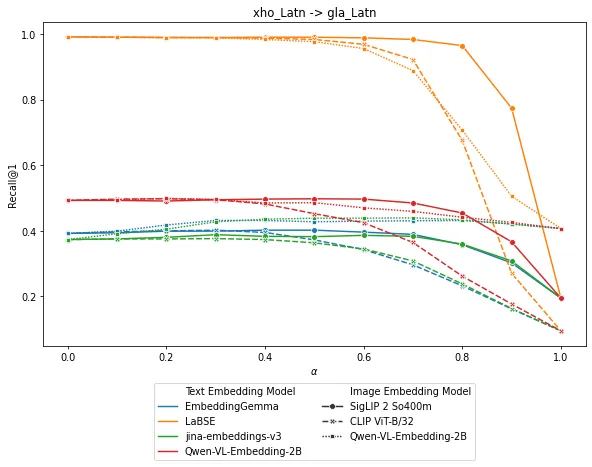 xho_Latn -> gla_Latn
Recall@1
1.0
0.8
0.6
0.4
0.2
0.0 0.2 0.4 0.6 0.8 1.0
α
Text Embedding Model Image Embedding Model
EmbeddingGemma SigLIP 2 So400m
LaBSE CLIP ViT-B/32
jina-embeddings-v3 Qwen-VL-Embedding-2B
Qwen-VL-Embedding-2B